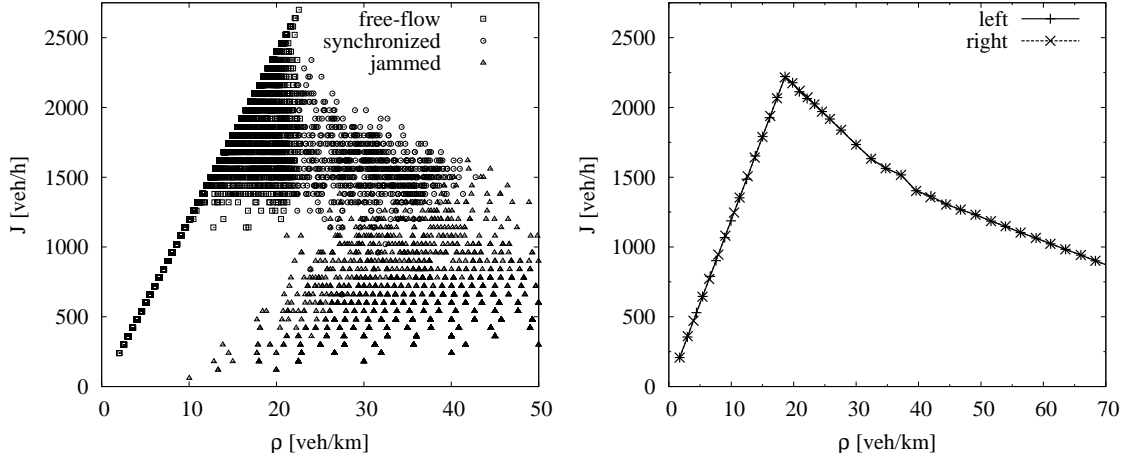 free-flow
synchronized
jammed
J [veh/h]
2500
2000
1500
1000
500
0
0 10 20 30 40 50
ρ [veh/km]
left
right
J [veh/h]
2500
2000
1500
1000
500
0
0 10 20 30 40 50 60 70
ρ [veh/km]